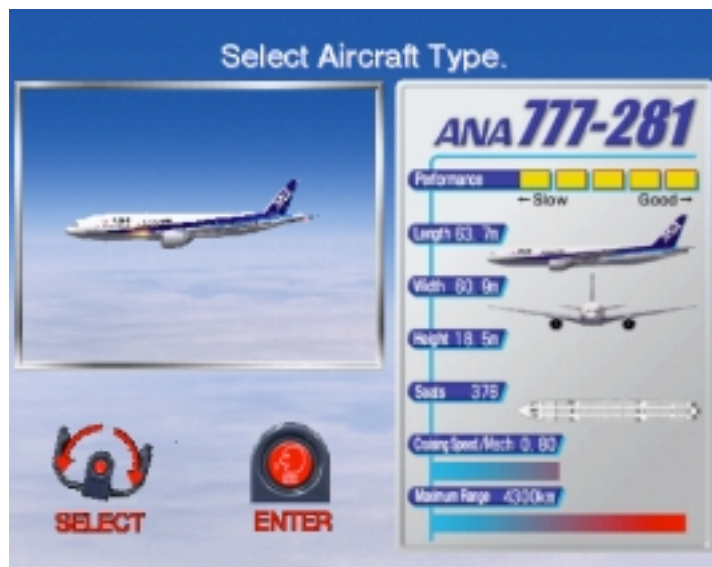 Select Aircraft Type.
ANA 777-281
Performance
←Slow Good→
Length 63.7m
Width 60.9m
Height 18.5m
Seats 376
Cruising Speed/Mach 0.80
Maximum Range 4300km
SELECT
ENTER